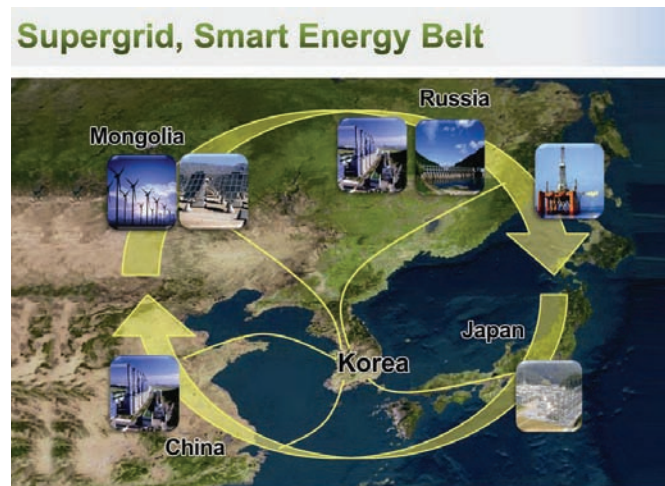 Supergrid, Smart Energy Belt
Russia
Mongolia
Japan
Korea
China